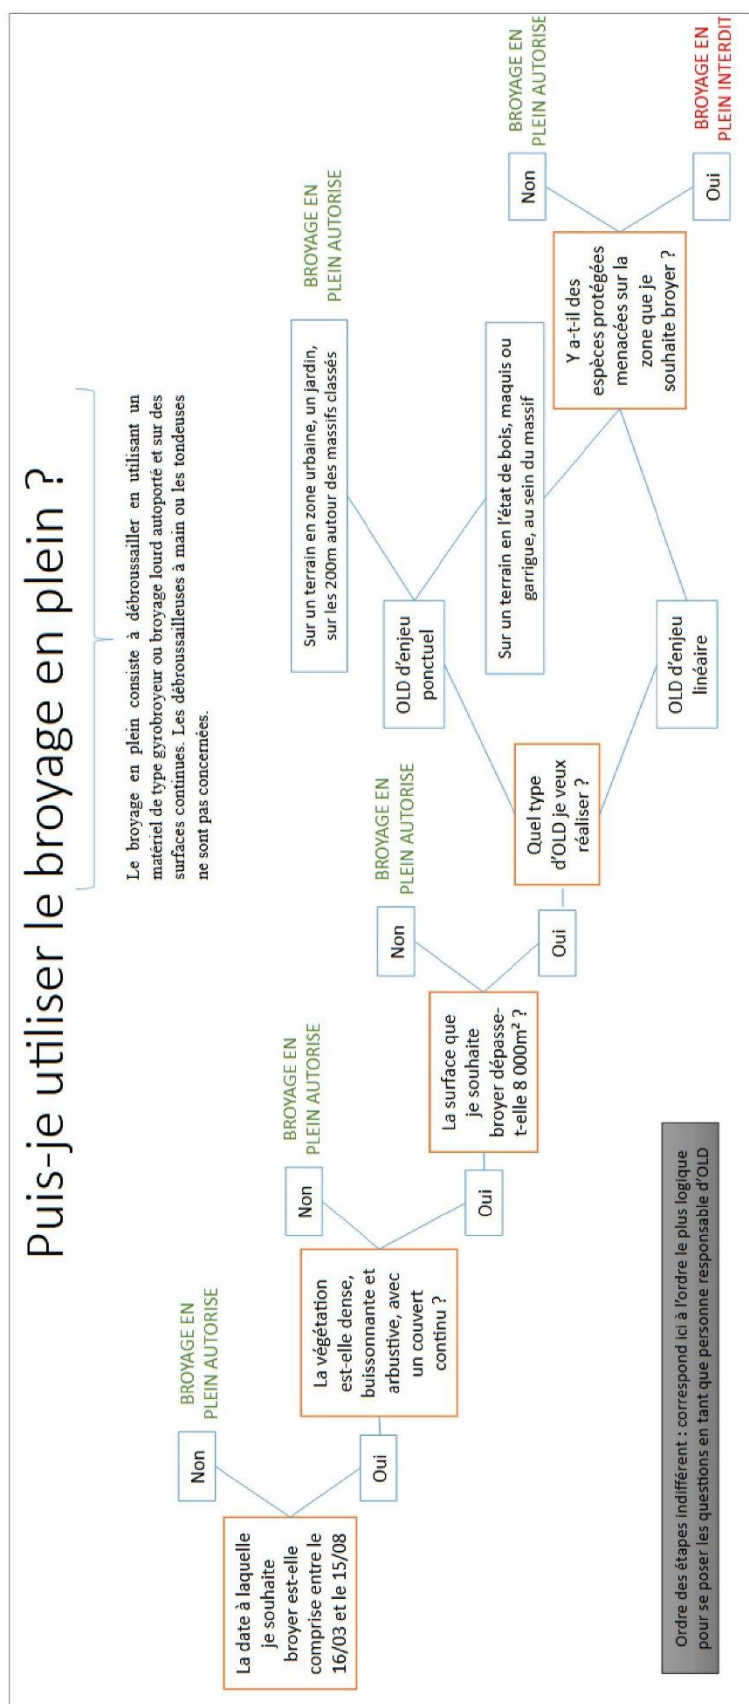 Puis-je utiliser le broyage en plein ?
Le broyage en plein consiste à débroussailler en utilisant un
matériel de type gyrobroyeur ou broyage lourd autoporté et sur des
surfaces continues. Les débroussailleuses à main ou les tondeuses
ne sont pas concernées.
La date à laquelle
je souhaite
broyer est-elle
comprise entre le
16/03 et le 15/08
Non
BROYAGE EN
PLEIN AUTORISE
Oui
La végétation
est-elle dense,
buissonnante et
arbustive, avec
un couvert
continu ?
Non
BROYAGE EN
PLEIN AUTORISE
Oui
La surface que
je souhaite
broyer dépasse-
t-elle 8 000m² ?
Non
BROYAGE EN
PLEIN AUTORISE
Oui
Quel type
d'OLD je veux
réaliser ?
OLD d'enjeu
ponctuel
Sur un terrain en zone urbaine, un jardin,
sur les 200m autour des massifs classés
BROYAGE EN
PLEIN AUTORISE
Sur un terrain en l'état de bois, maquis ou
garrigue, au sein du massif
OLD d'enjeu
linéaire
Y a-t-il des
espèces protégées
menacées sur la
zone que je
souhaite broyer ?
Non
BROYAGE EN
PLEIN AUTORISE
Oui
BROYAGE EN
PLEIN INTERDIT
Ordre des étapes indifférent : correspond ici à l'ordre le plus logique
pour se poser les questions en tant que personne responsable d'OLD